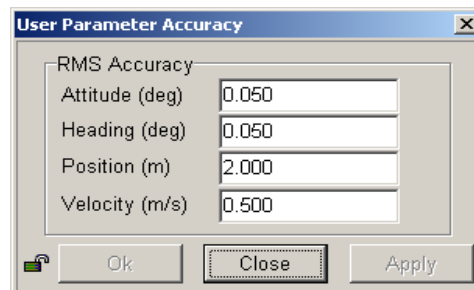 User Parameter Accuracy
RMS Accuracy
Attitude (deg) 0.050
Heading (deg) 0.050
Position (m) 2.000
Velocity (m/s) 0.500
Ok Close Apply